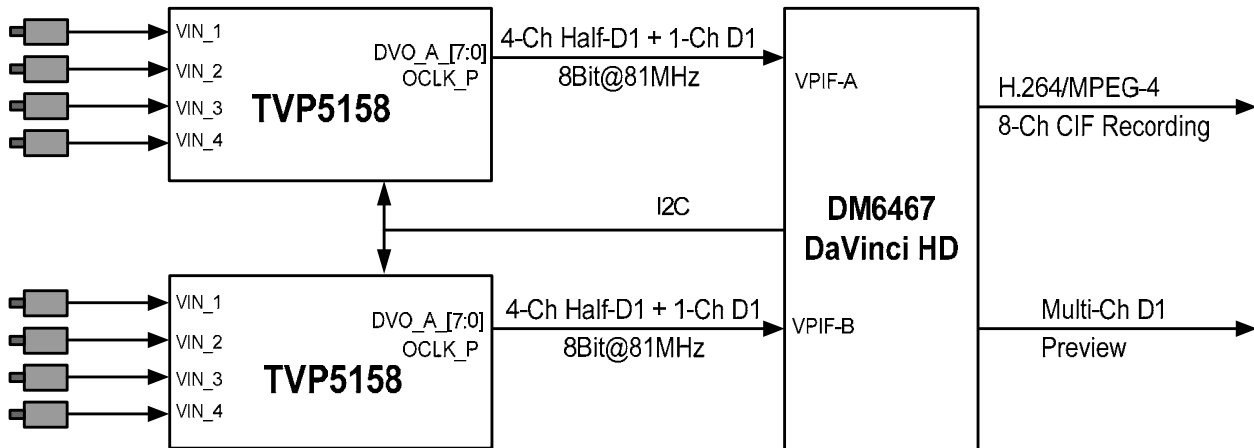 VIN_1
VIN_2
VIN_3
VIN_4
TVP5158
DVO_A_[7:0]
OCLK_P
4-Ch Half-D1 + 1-Ch D1
8Bit@81MHz
VPIF-A
H.264/MPEG-4
8-Ch CIF Recording
I2C
DM6467
DaVinci HD
VIN_1
VIN_2
VIN_3
VIN_4
TVP5158
DVO_A_[7:0]
OCLK_P
4-Ch Half-D1 + 1-Ch D1
8Bit@81MHz
VPIF-B
Multi-Ch D1
Preview